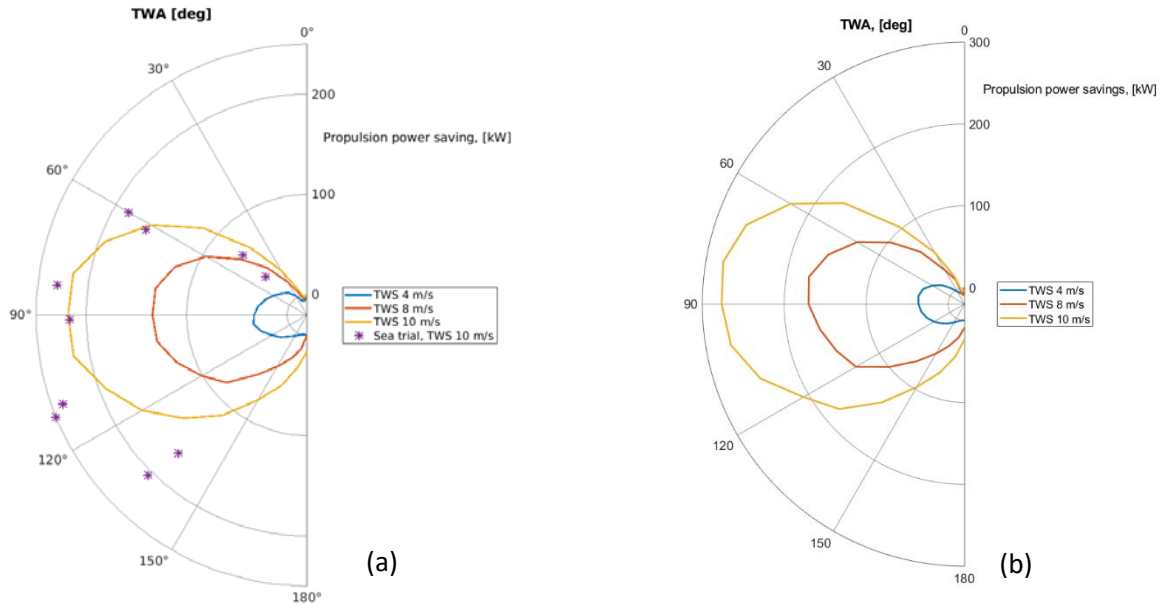 TWA [deg]
0°
30°
200
Propulsion power saving, [kW]
60°
100
0
90°
TWS 4 m/s
TWS 8 m/s
TWS 10 m/s
Sea trial, TWS 10 m/s
120°
150°
180°
(a)
TWA, [deg]
0
300
30
Propulsion power savings, [kW]
200
60
100
0
90
TWS 4 m/s
TWS 8 m/s
TWS 10 m/s
120
150
180
(b)